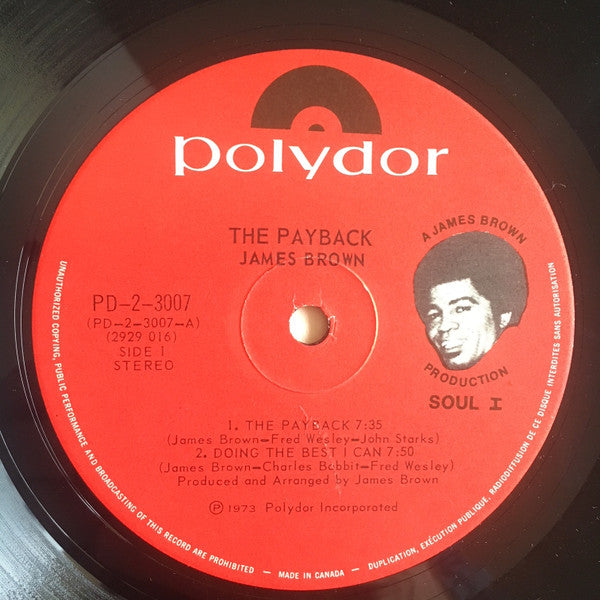 polydor
THE PAYBACK
JAMES BROWN
A JAMES BROWN
PRODUCTION
SOUL I
PD-2-3007
(PD-2-3007-A)
(2929 016)
SIDE 1
STEREO
1. THE PAYBACK 7:35
(James Brown-Fred Wesley-John Starks)
2. DOING THE BEST I CAN 7:50
(James Brown-Charles Bobbit-Fred Wesley)
Produced and Arranged by James Brown
Ⓟ 1973 Polydor Incorporated
UNAUTHORIZED COPYING, PUBLIC PERFORMANCE AND BROADCASTING OF THIS RECORD ARE PROHIBITED – MADE IN CANADA – DUPLICATION, EXÉCUTION PUBLIQUE, RADIODIFFUSION DE CE DISQUE INTERDITES SANS AUTORISATION